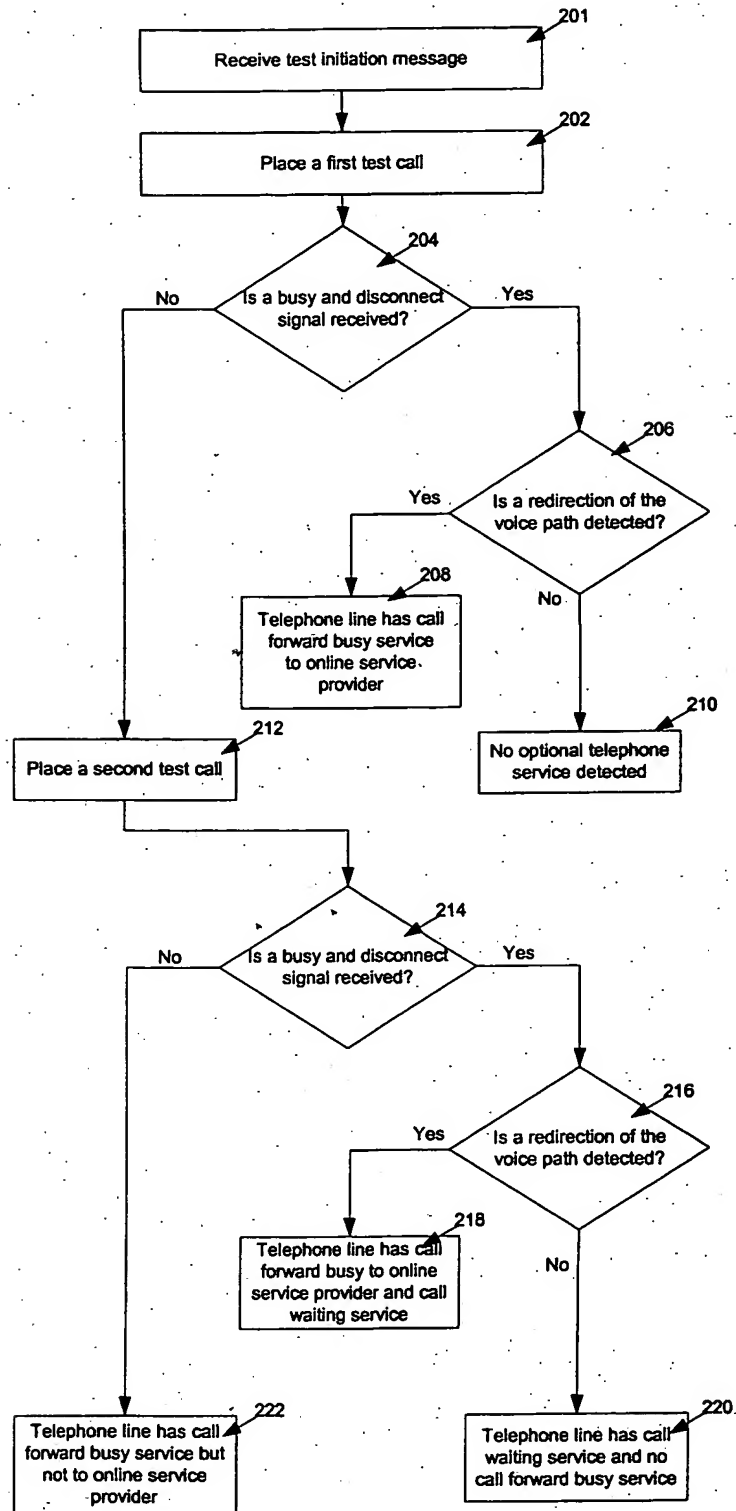 201
Receive test initiation message
202
Place a first test call
204
Is a busy and disconnect
signal received?
No
Yes
206
Is a redirection of the
voice path detected?
Yes
No
208
Telephone line has call
forward busy service
to online service
provider
210
No optional telephone
service detected
212
Place a second test call
214
Is a busy and disconnect
signal received?
No
Yes
216
Is a redirection of the
voice path detected?
Yes
No
218
Telephone line has call
forward busy to online
service provider and call
waiting service
220
Telephone line has call
waiting service and no
call forward busy service
222
Telephone line has call
forward busy service but
not to online service
provider